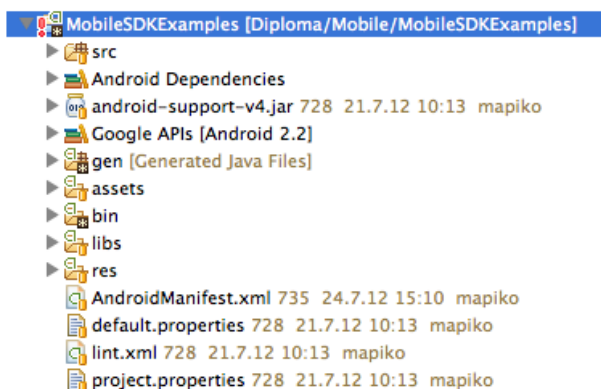 MobileSDKExamples [Diploma/Mobile/MobileSDKExamples]
src
Android Dependencies
android-support-v4.jar 728 21.7.12 10:13 mapiko
Google APIs [Android 2.2]
gen [Generated Java Files]
assets
bin
libs
res
AndroidManifest.xml 735 24.7.12 15:10 mapiko
default.properties 728 21.7.12 10:13 mapiko
lint.xml 728 21.7.12 10:13 mapiko
project.properties 728 21.7.12 10:13 mapiko